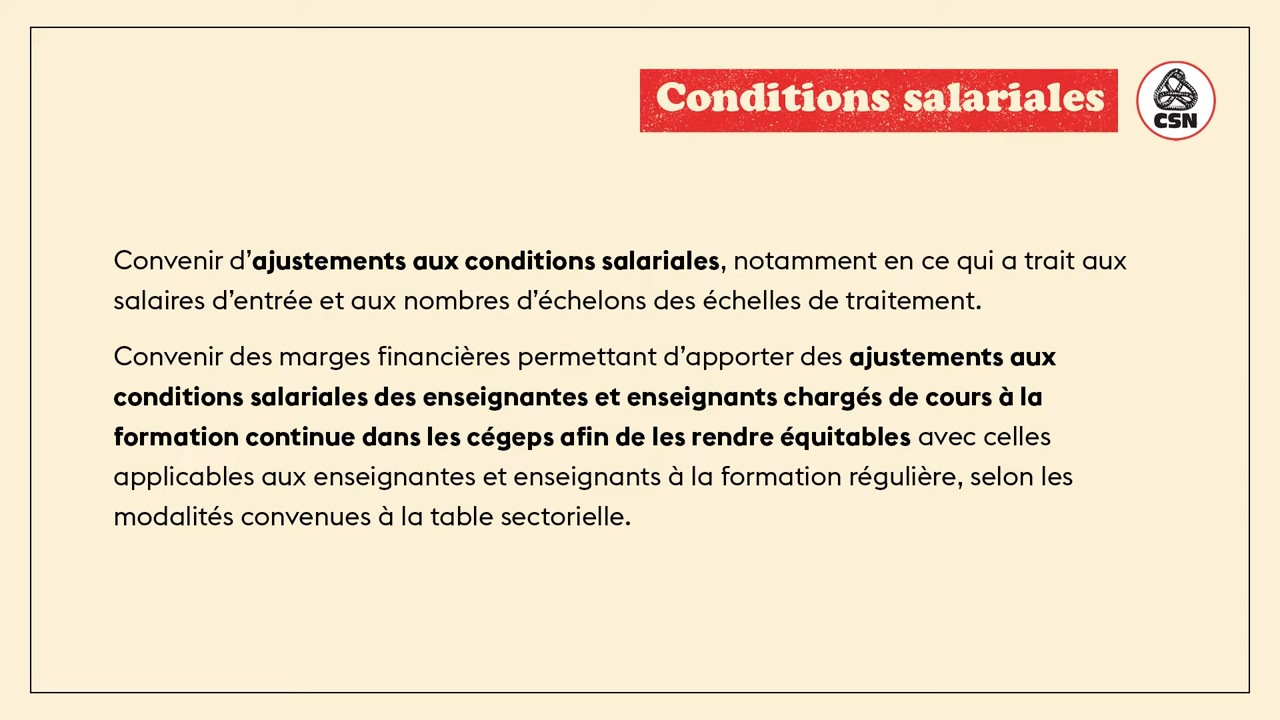 Conditions salariales
CSN
Convenir d’ajustements aux conditions salariales, notamment en ce qui a trait aux
salaires d’entrée et aux nombres d’échelons des échelles de traitement.
Convenir des marges financières permettant d’apporter des ajustements aux
conditions salariales des enseignantes et enseignants chargés de cours à la
formation continue dans les cégeps afin de les rendre équitables avec celles
applicables aux enseignantes et enseignants à la formation régulière, selon les
modalités convenues à la table sectorielle.